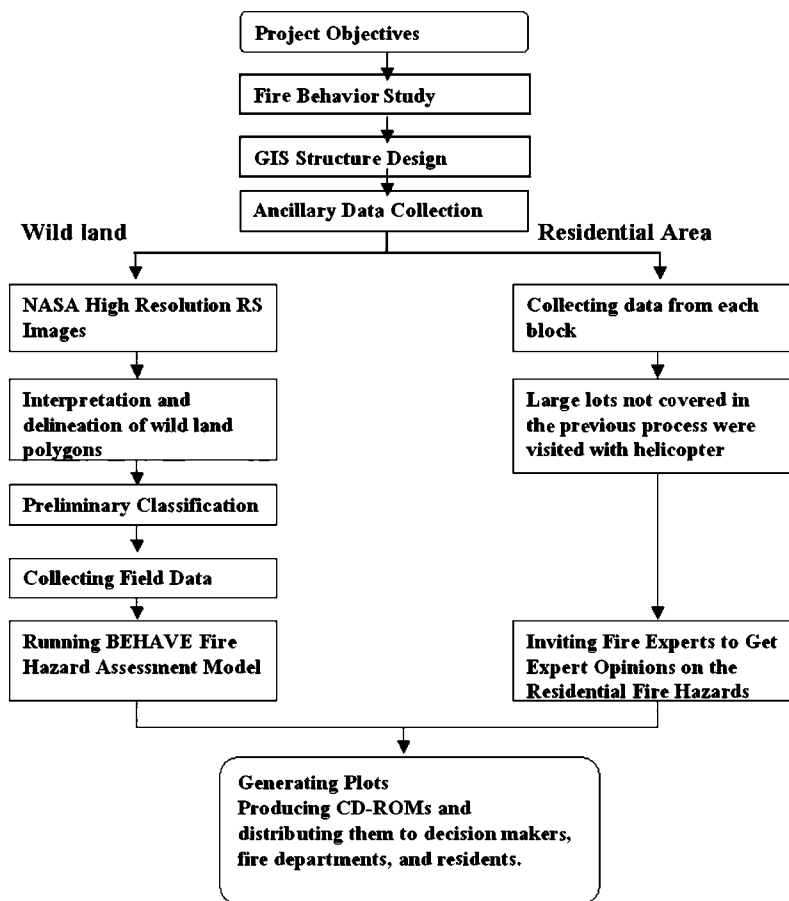 Project Objectives
Fire Behavior Study
GIS Structure Design
Ancillary Data Collection
Wild land
Residential Area
NASA High Resolution RS
Images
Interpretation and
delineation of wild land
polygons
Preliminary Classification
Collecting Field Data
Running BEHAVE Fire
Hazard Assessment Model
Collecting data from each
block
Large lots not covered in
the previous process were
visited with helicopter
Inviting Fire Experts to Get
Expert Opinions on the
Residential Fire Hazards
Generating Plots
Producing CD-ROMs and
distributing them to decision makers,
fire departments, and residents.